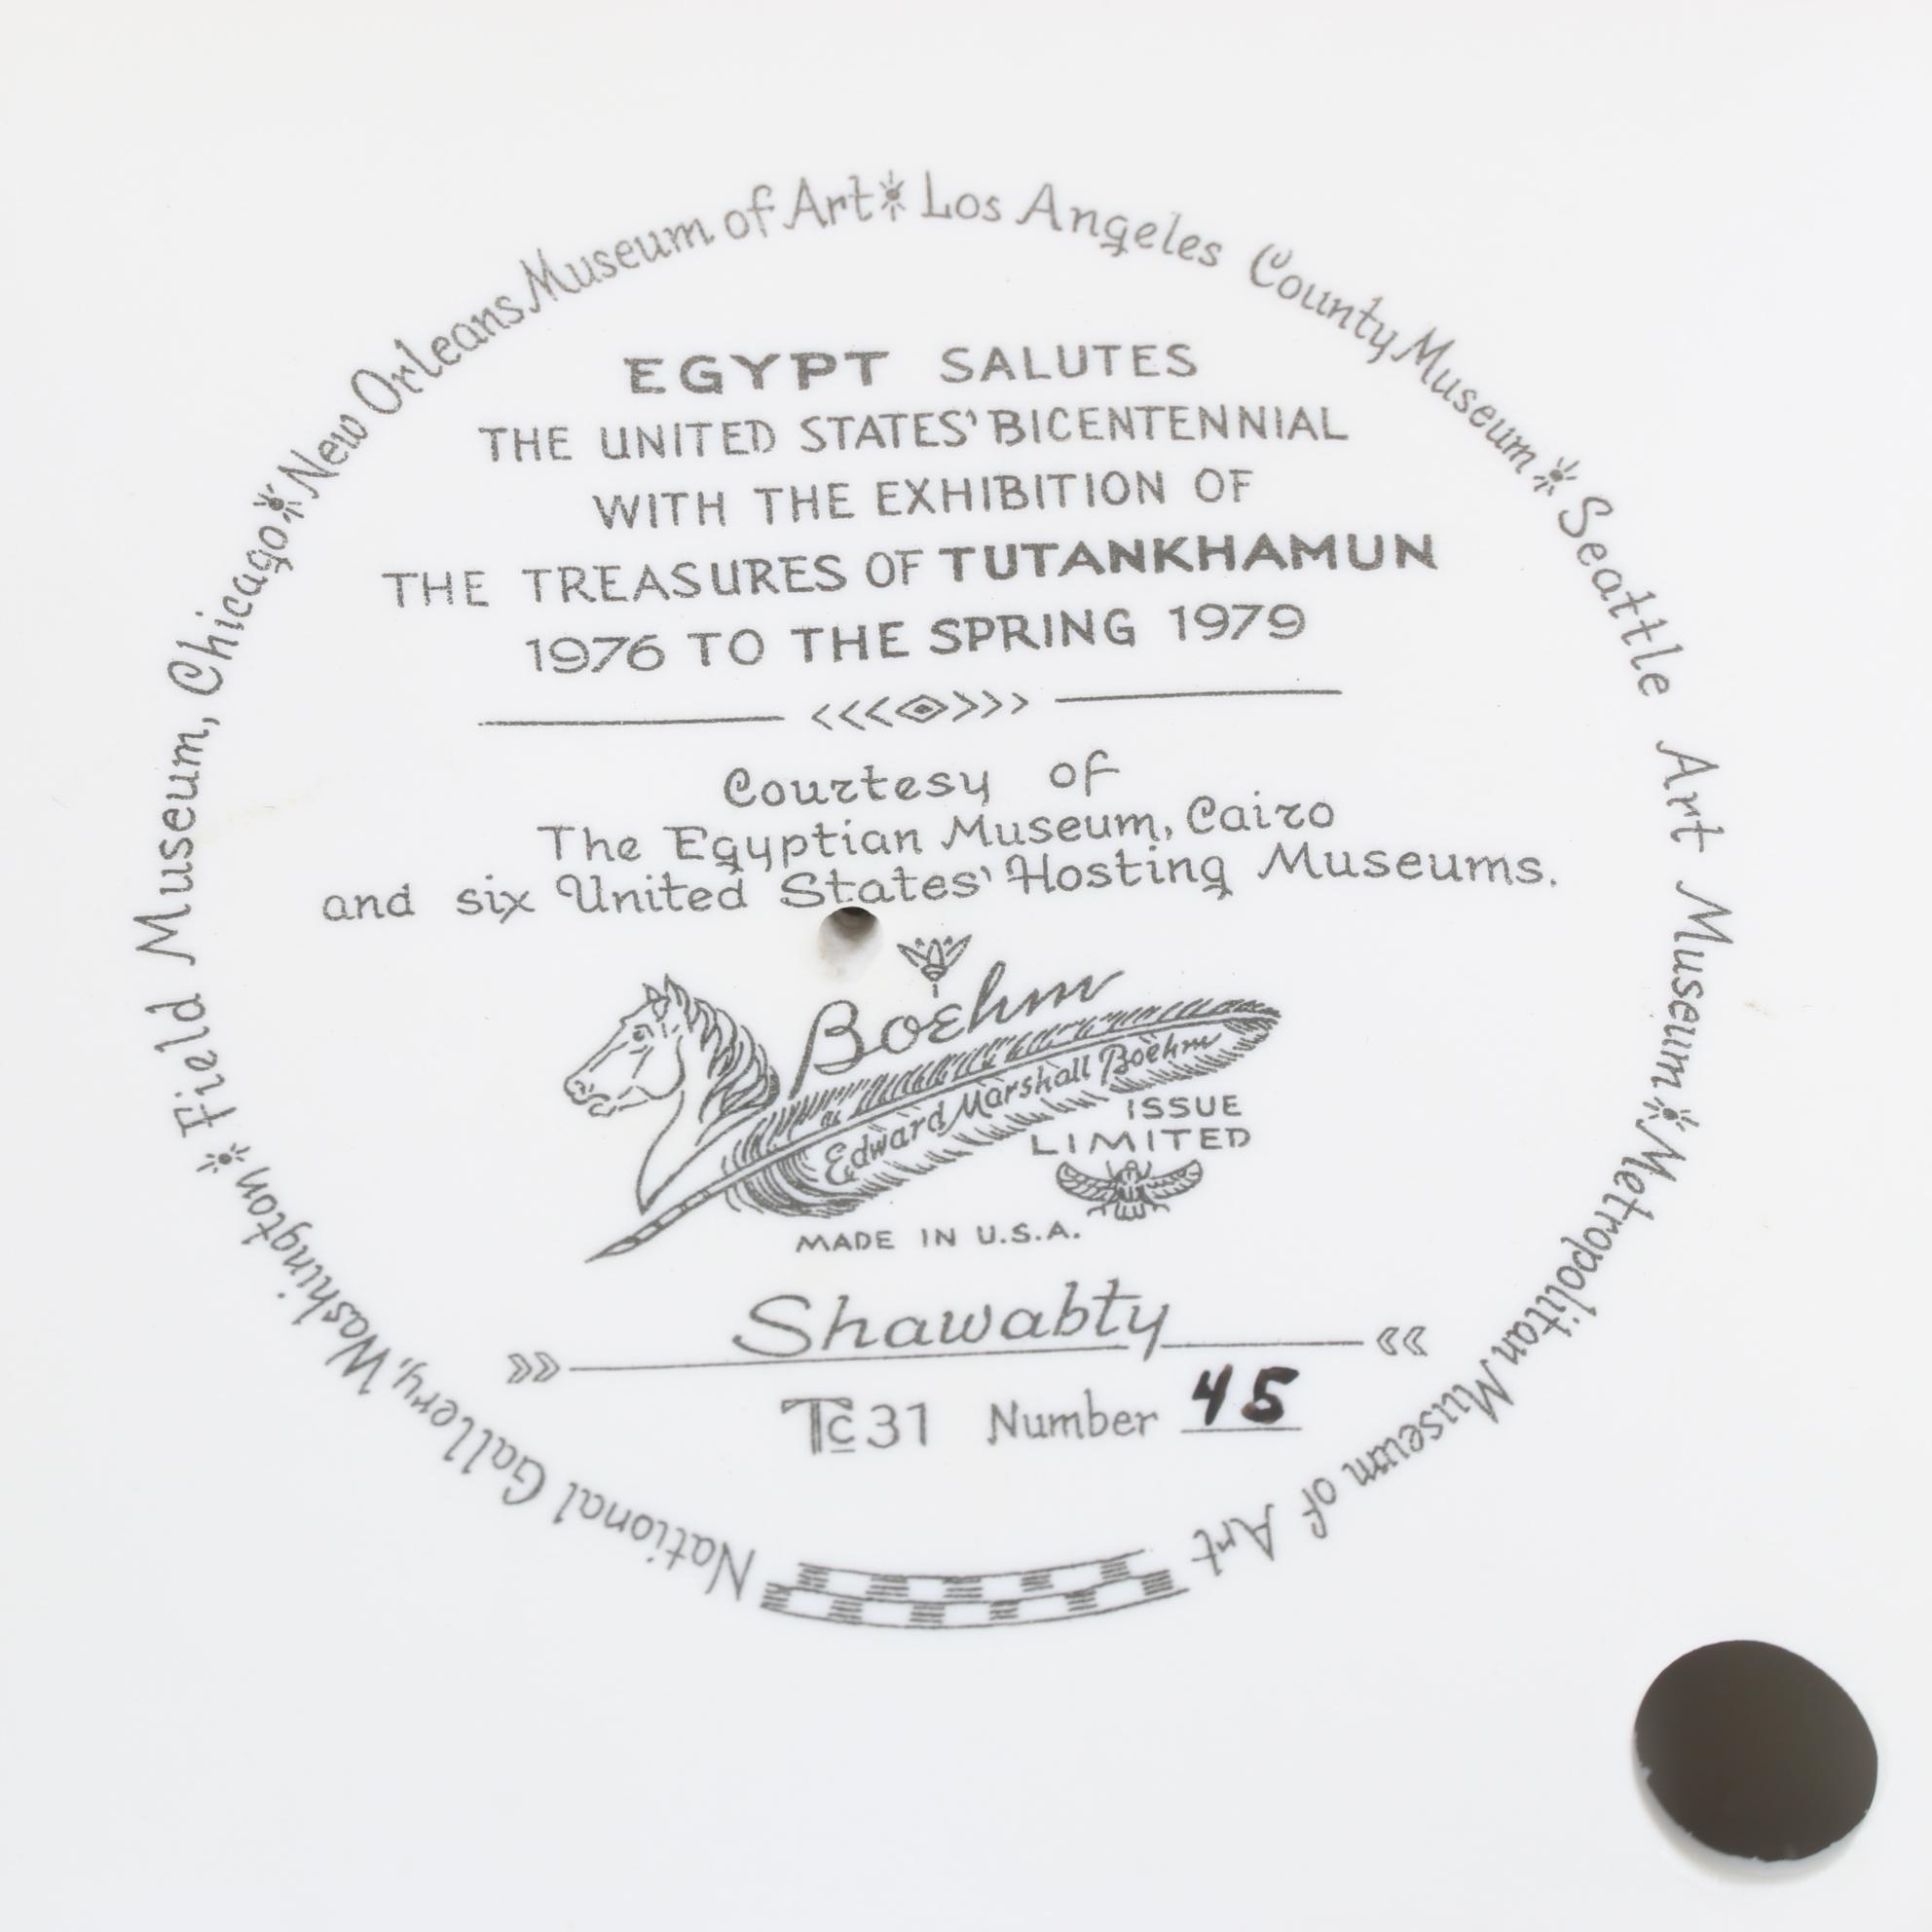 National Gallery, Washington * Field Museum, Chicago * New Orleans Museum of Art * Los Angeles County Museum * Seattle Art Museum * Metropolitan Museum of Art
EGYPT SALUTES
THE UNITED STATES' BICENTENNIAL
WITH THE EXHIBITION OF
THE TREASURES OF TUTANKHAMUN
1976 TO THE SPRING 1979
Courtesy of
The Egyptian Museum, Cairo
and six United States' Hosting Museums.
Boehm
Edward Marshall Boehm
ISSUE
LIMITED
MADE IN U.S.A.
Shawabty
Tc 31 Number 45